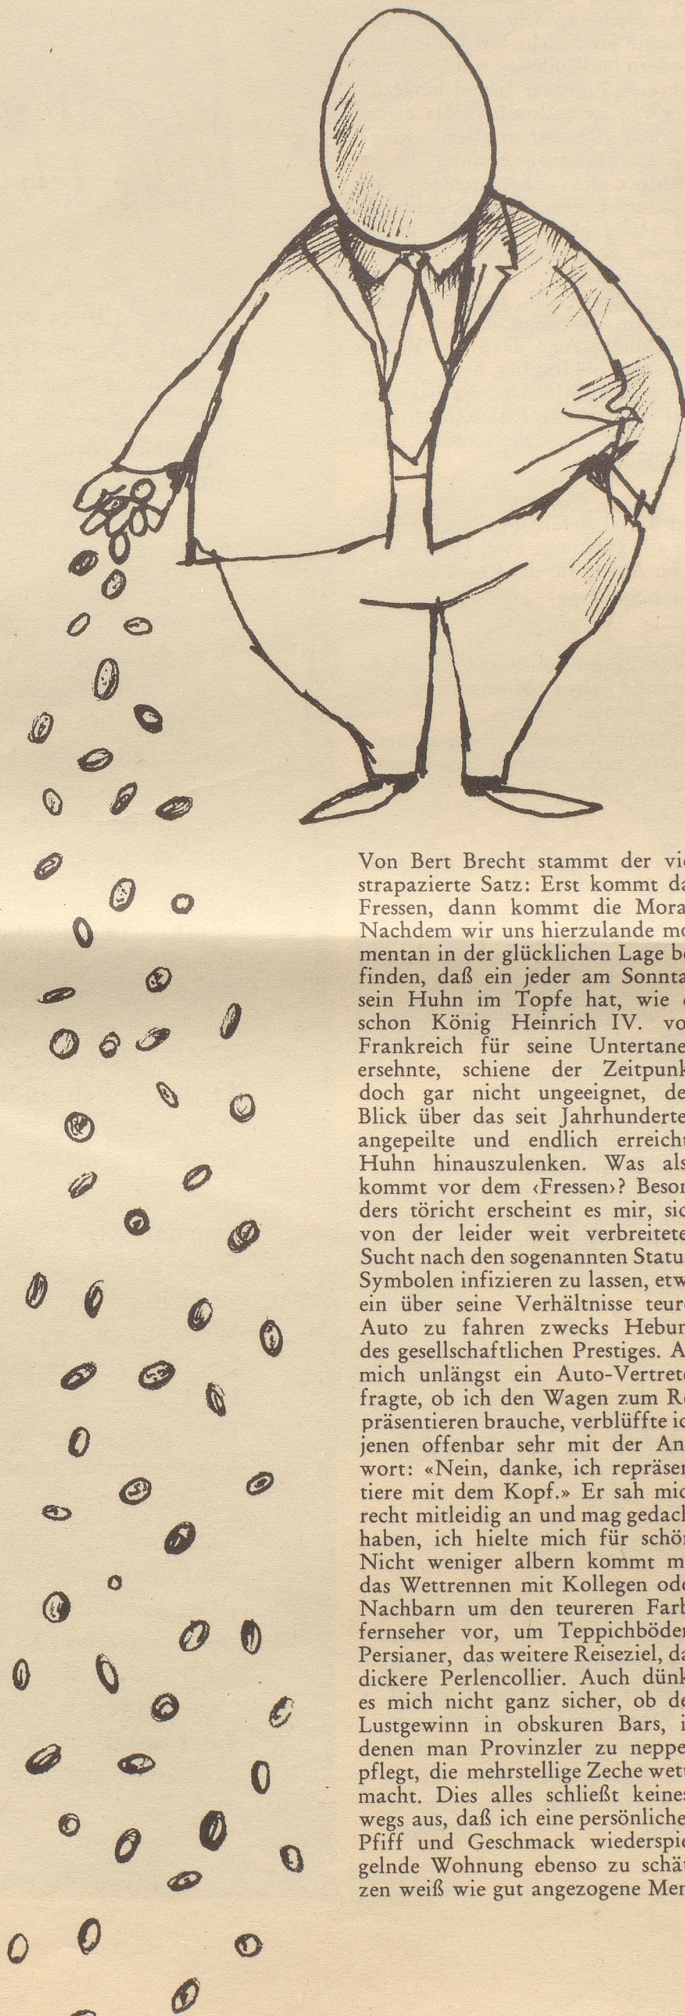 Von Bert Brecht stammt der vie
strapazierte Satz: Erst kommt da
Fressen, dann kommt die Mora
Nachdem wir uns hierzulande mo
mentan in der glücklichen Lage be
finden, daß ein jeder am Sonnta
sein Huhn im Topfe hat, wie e
schon König Heinrich IV. vo
Frankreich für seine Untertane
ersehnte, schiene der Zeitpunk
doch gar nicht ungeeignet, de
Blick über das seit Jahrhunderte
angepeilte und endlich erreicht
Huhn hinauszulenken. Was als
kommt vor dem ‹Fressen›? Beson
ders töricht erscheint es mir, sic
von der leider weit verbreitete
Sucht nach den sogenannten Statu
Symbolen infizieren zu lassen, etw
ein über seine Verhältnisse teure
Auto zu fahren zwecks Hebun
des gesellschaftlichen Prestiges. A
mich unlängst ein Auto-Vertrete
fragte, ob ich den Wagen zum Re
präsentieren brauche, verblüffte ic
jenen offenbar sehr mit der An
wort: «Nein, danke, ich repräsen
tiere mit dem Kopf.» Er sah mic
recht mitleidig an und mag gedach
haben, ich hielte mich für schön
Nicht weniger albern kommt mi
das Wettrennen mit Kollegen ode
Nachbarn um den teureren Farb
fernseher vor, um Teppichböden
Persianer, das weitere Reiseziel, da
dickere Perlencollier. Auch dünk
es mich nicht ganz sicher, ob de
Lustgewinn in obskuren Bars, i
denen man Provinzler zu neppe
pflegt, die mehrstellige Zeche wett
macht. Dies alles schließt keines
wegs aus, daß ich eine persönliche
Pfiff und Geschmack wiederspie
gelnde Wohnung ebenso zu schät
zen weiß wie gut angezogene Men